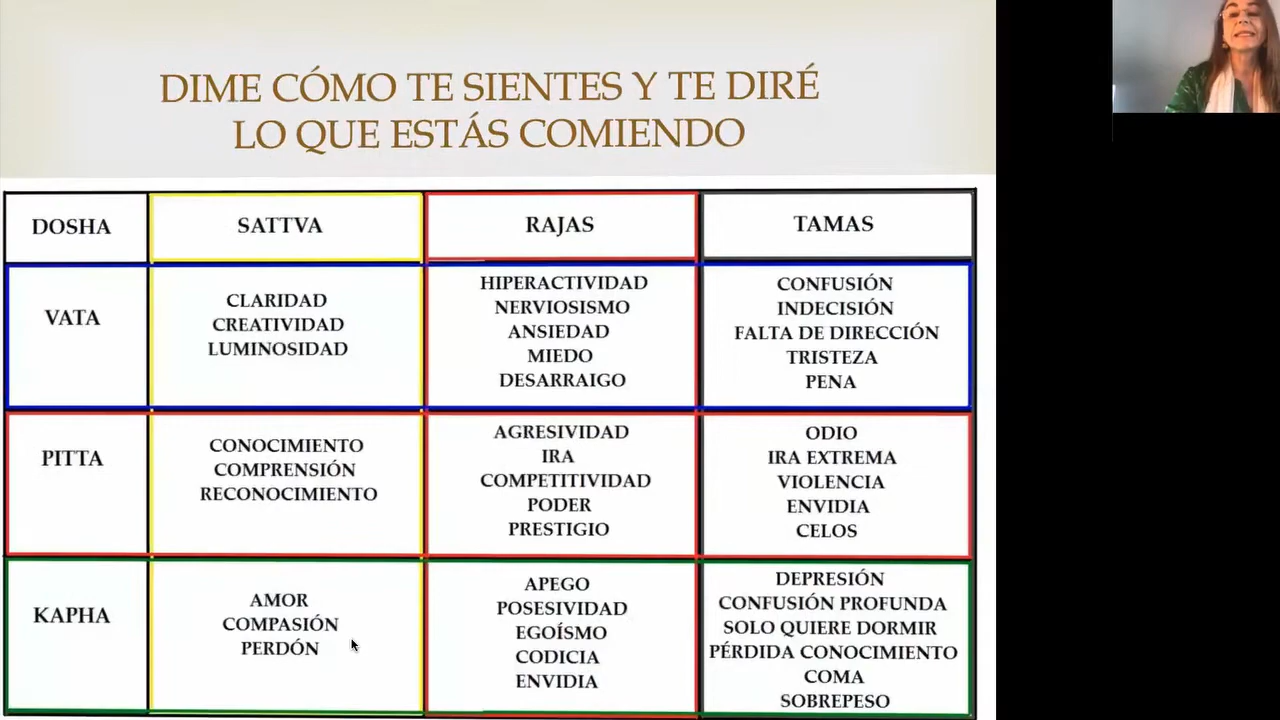 DIME CÓMO TE SIENTES Y TE DIRÉ
LO QUE ESTÁS COMIENDO
DOSHA
SATTVA
RAJAS
TAMAS
VATA
CLARIDAD
CREATIVIDAD
LUMINOSIDAD
HIPERACTIVIDAD
NERVIOSISMO
ANSIEDAD
MIEDO
DESARRAIGO
CONFUSIÓN
INDECISIÓN
FALTA DE DIRECCIÓN
TRISTEZA
PENA
PITTA
CONOCIMIENTO
COMPRENSIÓN
RECONOCIMIENTO
AGRESIVIDAD
IRA
COMPETITIVIDAD
PODER
PRESTIGIO
ODIO
IRA EXTREMA
VIOLENCIA
ENVIDIA
CELOS
KAPHA
AMOR
COMPASIÓN
PERDÓN
APEGO
POSESIVIDAD
EGOÍSMO
CODICIA
ENVIDIA
DEPRESIÓN
CONFUSIÓN PROFUNDA
SOLO QUIERE DORMIR
PÉRDIDA CONOCIMIENTO
COMA
SOBREPESO